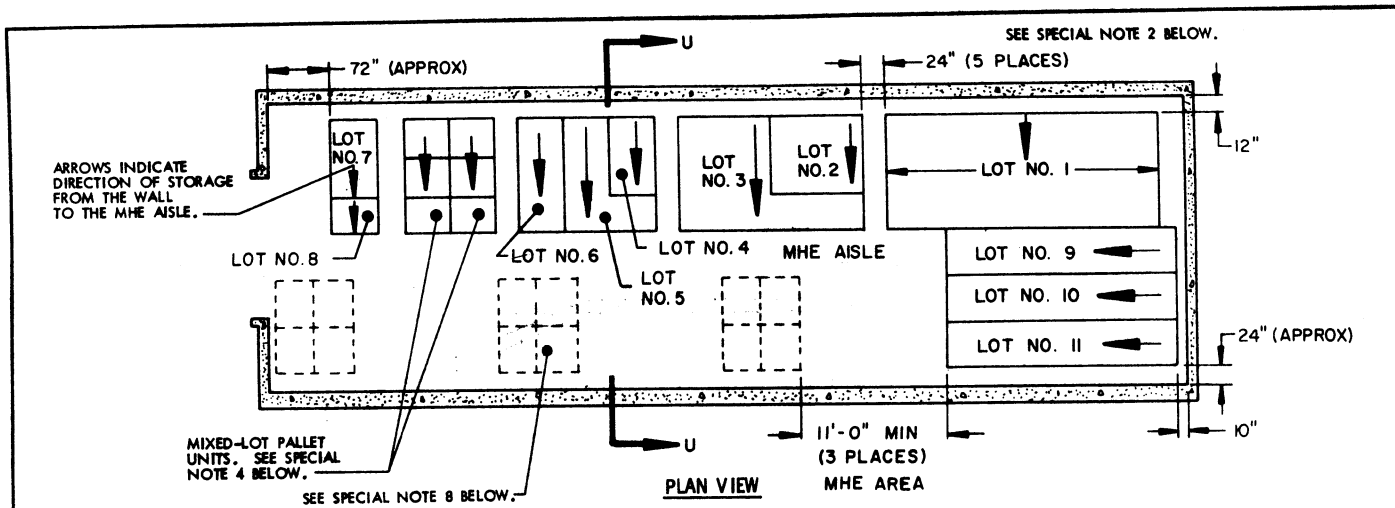 SEE SPECIAL NOTE 2 BELOW.
U
72" (APPROX)
24" (5 PLACES)
12"
ARROWS INDICATE
DIRECTION OF STORAGE
FROM THE WALL
TO THE MHE AISLE.
LOT
NO. 7
LOT
NO. 3
LOT
NO. 2
LOT NO. 1
LOT NO. 8
LOT NO. 6
LOT NO. 4
LOT
NO. 5
MHE AISLE
LOT NO. 9
LOT NO. 10
LOT NO. 11
24" (APPROX)
10"
MIXED-LOT PALLET
UNITS. SEE SPECIAL
NOTE 4 BELOW.
SEE SPECIAL NOTE 8 BELOW.
U
PLAN VIEW
11'-0" MIN
(3 PLACES)
MHE AREA